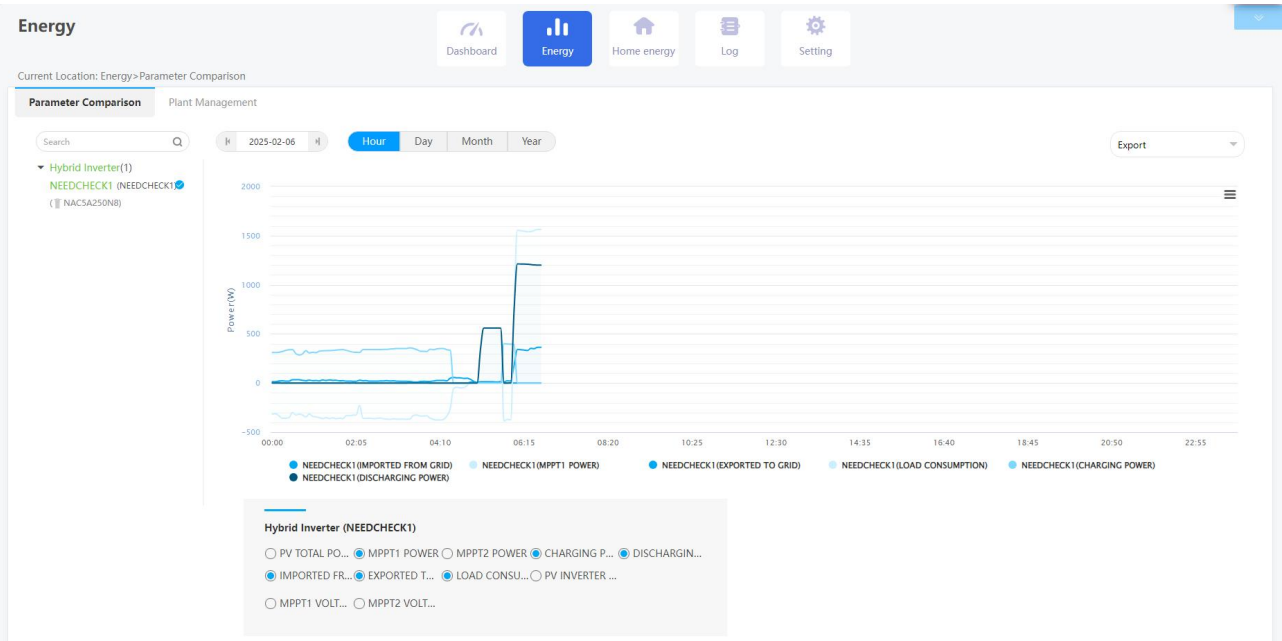 Energy
Dashboard
Energy
Home energy
Log
Setting
Current Location: Energy>Parameter Comparison
Parameter Comparison
Plant Management
Search
2025-02-06
Hour
Day
Month
Year
Export
Hybrid Inverter(1)
NEEDCHECK1 (NEEDCHECK1)
( NAC5A250N8)
Power(W)
2000
1500
1000
500
0
-500
00:00 02:05 04:10 06:15 08:20 10:25 12:30 14:35 16:40 18:45 20:50 22:55
NEEDCHECK1(IMPORTED FROM GRID) NEEDCHECK1(MPPT1 POWER) NEEDCHECK1(EXPORTED TO GRID) NEEDCHECK1(LOAD CONSUMPTION) NEEDCHECK1(CHARGING POWER)
NEEDCHECK1(DISCHARGING POWER)
Hybrid Inverter (NEEDCHECK1)
PV TOTAL PO... MPPT1 POWER MPPT2 POWER CHARGING P... DISCHARGIN...
IMPORTED FR... EXPORTED T... LOAD CONSU... PV INVERTER ...
MPPT1 VOLT... MPPT2 VOLT...